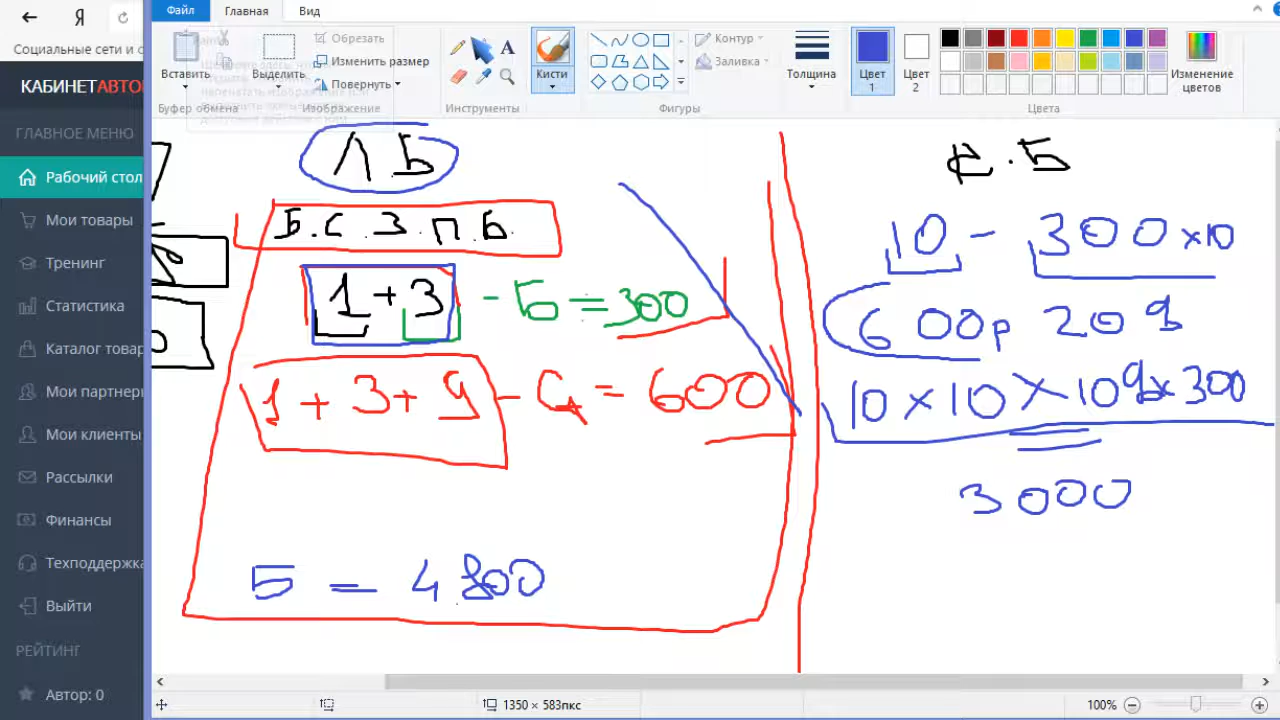 Файл
Главная
Вид
Я
Социальные сети и с
КАБИНЕТАВТО
ГЛАВНОЕ МЕНЮ
Рабочий стол
Мои товары
Тренинг
Статистика
Каталог товар
Мои партнеры
Мои клиенты
Рассылки
Финансы
Техподдержка
Выйти
РЕЙТИНГ
Автор: 0
Вставить
Выделить
Обрезать
Изменить размер
Повернуть
Буфер обмена
Изображение
A
Инструменты
Кисти
Контур
Заливка
Фигуры
Толщина
Цвет 1
Цвет 2
Изменение цветов
Цвета
Л Б
Б.С.З.П.Б.
1+3 - Б = 300
1+3+9 - = 600
5 = 4800
.Б
10 - 300 x10
600р 20
10 x 10 x 10 x 300
3000
1350 × 583пкс
100%